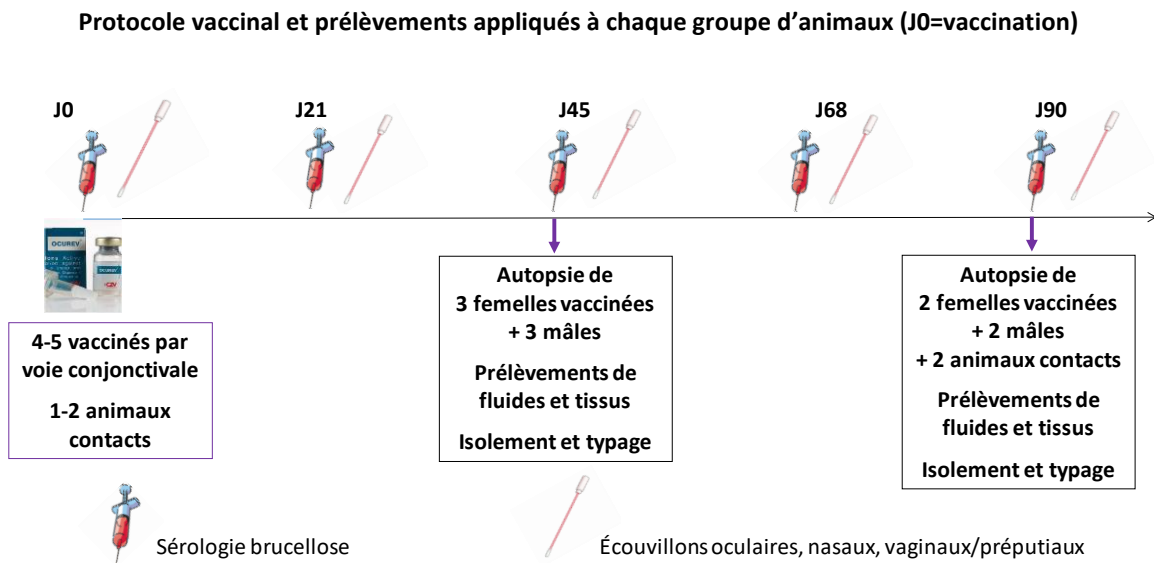 Protocole vaccinal et prélèvements appliqués à chaque groupe d'animaux (J0=vaccination)
J0
J21
J45
J68
J90
OCUREV
OCUREV
CZV
4-5 vaccinés par
voie conjonctivale
1-2 animaux
contacts
Autopsie de
3 femelles vaccinées
+ 3 mâles
Prélèvements de
fluides et tissus
Isolement et typage
Autopsie de
2 femelles vaccinées
+ 2 mâles
+ 2 animaux contacts
Prélèvements de
fluides et tissus
Isolement et typage
Sérologie brucellose
Écouvillons oculaires, nasaux, vaginaux/préputiaux